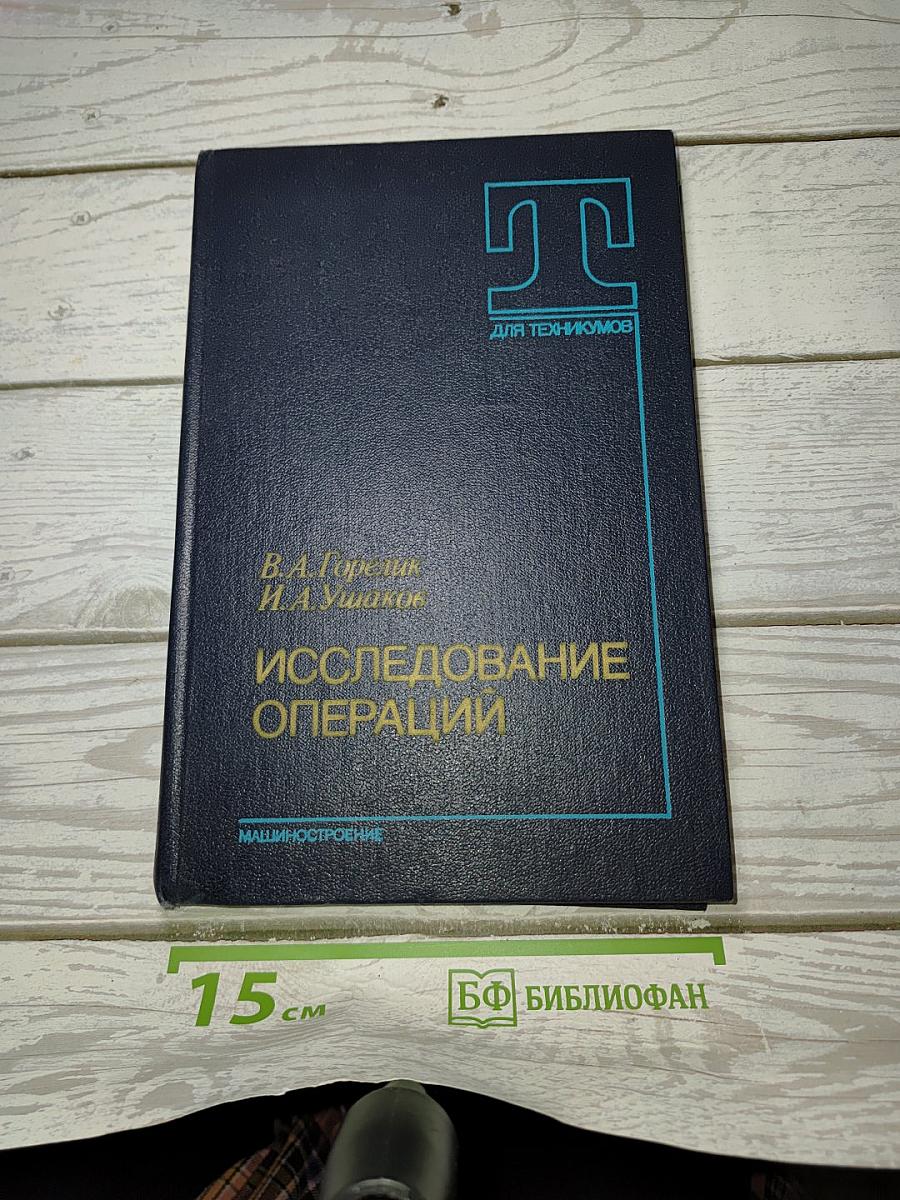 Т
ДЛЯ ТЕХНИКУМОВ
В.А.Горелик
И.А.Ушаков
ИССЛЕДОВАНИЕ
ОПЕРАЦИЙ
МАШИНОСТРОЕНИЕ
15 см
БФ БИБЛИОФАН